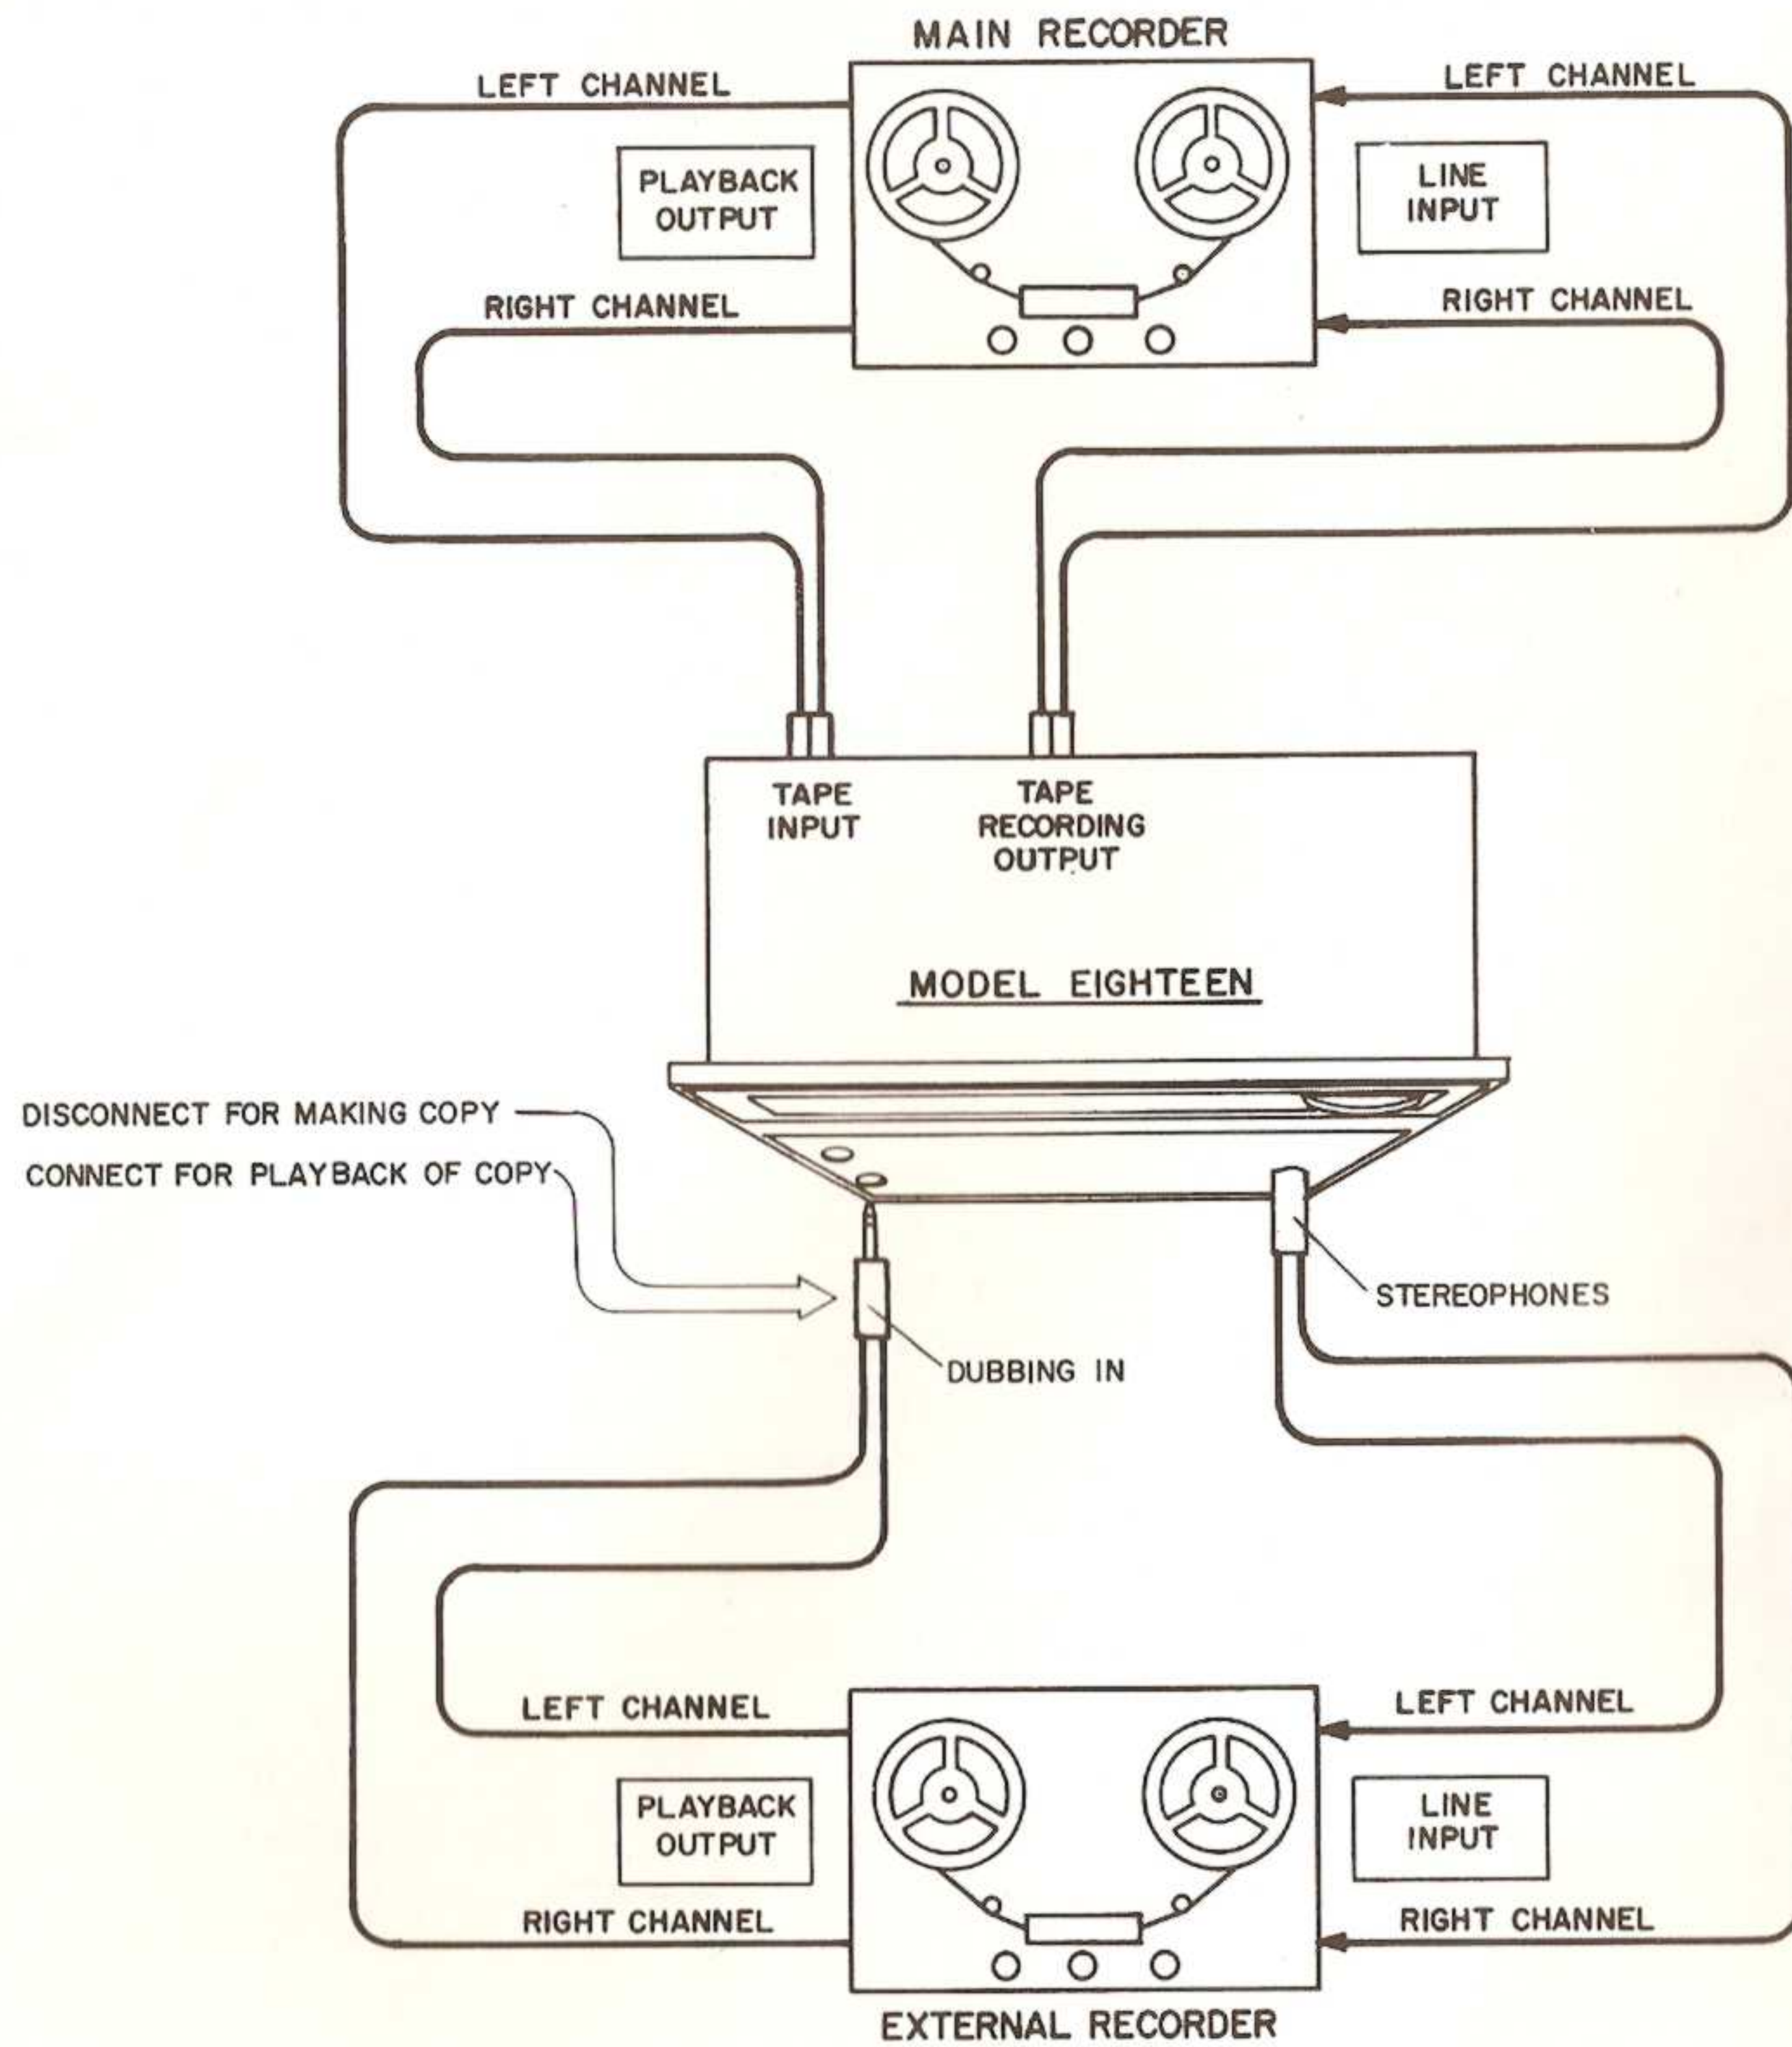 MAIN RECORDER
LEFT CHANNEL
LEFT CHANNEL
PLAYBACK
OUTPUT
LINE
INPUT
RIGHT CHANNEL
RIGHT CHANNEL
TAPE
INPUT
TAPE
RECORDING
OUTPUT
MODEL EIGHTEEN
DISCONNECT FOR MAKING COPY
CONNECT FOR PLAYBACK OF COPY
STEREOPHONES
DUBBING IN
LEFT CHANNEL
LEFT CHANNEL
PLAYBACK
OUTPUT
LINE
INPUT
RIGHT CHANNEL
RIGHT CHANNEL
EXTERNAL RECORDER